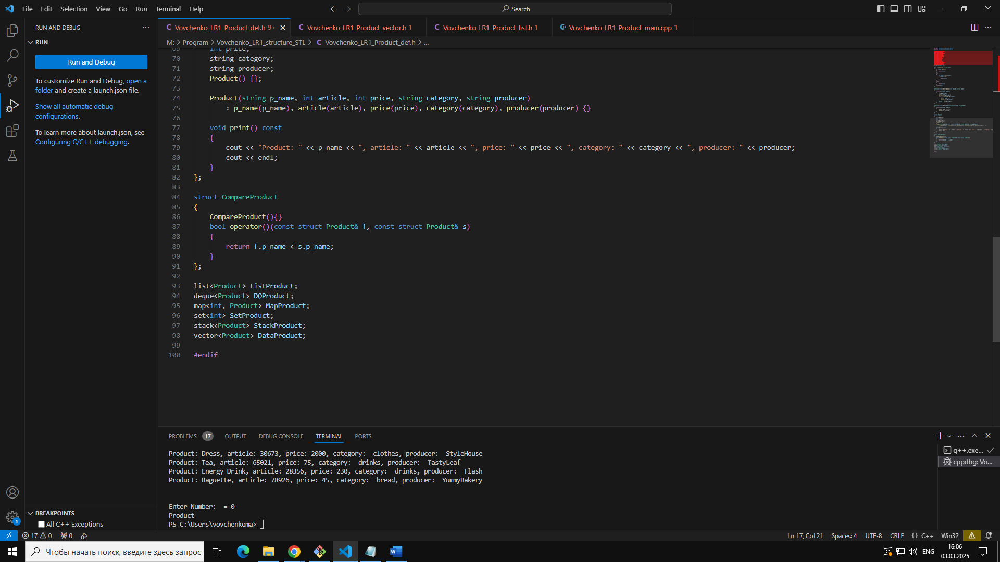 File Edit Selection View Go Run Terminal Help
Search
RUN AND DEBUG
RUN
Run and Debug
To customize Run and Debug, open a
folder and create a launch.json file.
Show all automatic debug
configurations.
To learn more about launch.json, see
Configuring C/C++ debugging.
BREAKPOINTS
All C++ Exceptions
Vovchenko_LR1_Product_def.h 9+
Vovchenko_LR1_Product_vector.h 1
Vovchenko_LR1_Product_list.h 1
Vovchenko_LR1_Product_main.cpp 1
M: > Program > Vovchenko_LR1_structure_STL > C Vovchenko_LR1_Product_def.h > ...
69 int price;
70 string category;
71 string producer;
72 Product() {};
73
74 Product(string p_name, int article, int price, string category, string producer)
75 : p_name(p_name), article(article), price(price), category(category), producer(producer) {}
76
77 void print() const
78 {
79 cout << "Product: " << p_name << ", article: " << article << ", price: " << price << ", category: " << category << ", producer: " << producer;
80 cout << endl;
81 }
82 };
83
84 struct CompareProduct
85 {
86 CompareProduct(){}
87 bool operator()(const struct Product& f, const struct Product& s)
88 {
89 return f.p_name < s.p_name;
90 }
91 };
92
93 list<Product> ListProduct;
94 deque<Product> DQProduct;
95 map<int, Product> MapProduct;
96 set<int> SetProduct;
97 stack<Product> StackProduct;
98 vector<Product> DataProduct;
99
100 #endif
PROBLEMS 17 OUTPUT DEBUG CONSOLE TERMINAL PORTS
Product: Dress, article: 30673, price: 2000, category:  clothes, producer:  StyleHouse
Product: Tea, article: 65021, price: 75, category:  drinks, producer:  TastyLeaf
Product: Energy Drink, article: 28356, price: 230, category:  drinks, producer:  Flash
Product: Baguette, article: 78926, price: 45, category:  bread, producer:  YummyBakery
Enter Number:  = 0
Product
PS C:\Users\vovchenkoma>
g++.exe...
cppdbg: Vo...
1
17 0 0
Ln 17, Col 21 Spaces: 4 UTF-8 CRLF {} C++ Win32
Чтобы начать поиск, введите здесь запрос
ENG
16:06
03.03.2025